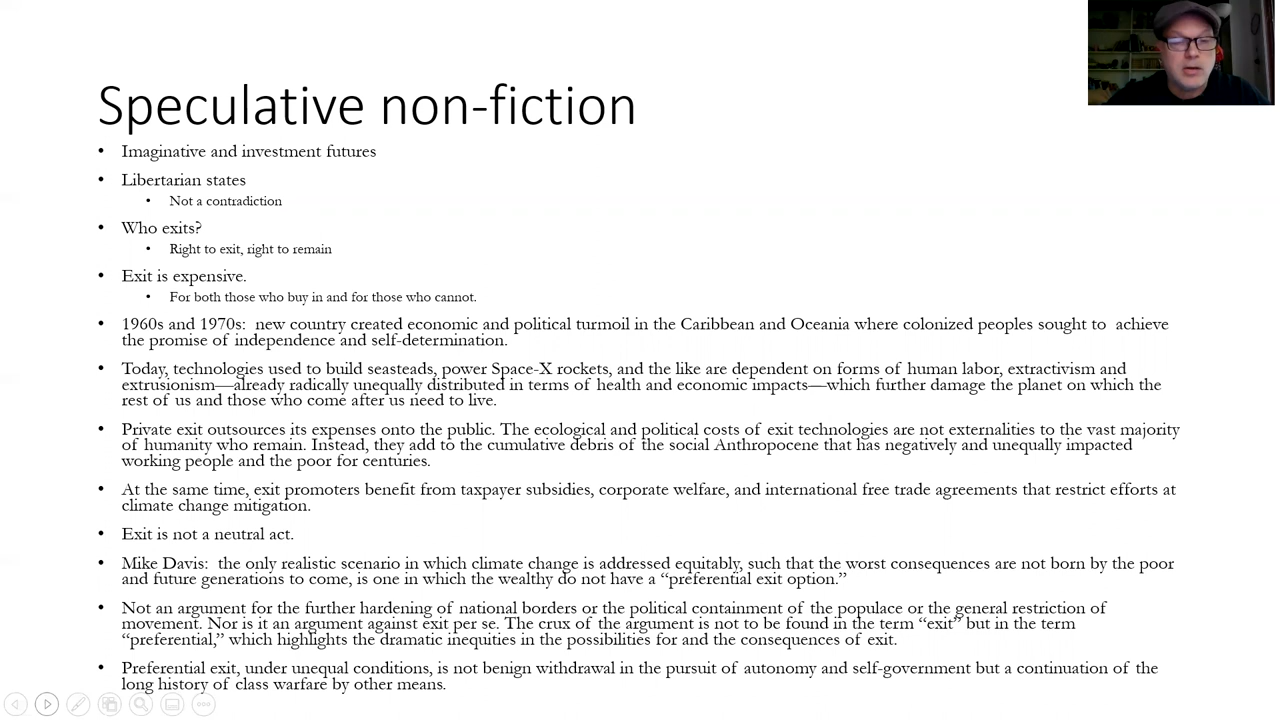 Speculative non-fiction
• Imaginative and investment futures
• Libertarian states
• Not a contradiction
• Who exits?
• Right to exit, right to remain
• Exit is expensive.
• For both those who buy in and for those who cannot.
• 1960s and 1970s: new country created economic and political turmoil in the Caribbean and Oceania where colonized peoples sought to achieve
the promise of independence and self-determination.
• Today, technologies used to build seasteads, power Space-X rockets, and the like are dependent on forms of human labor, extractivism and
extrusionism—already radically unequally distributed in terms of health and economic impacts—which further damage the planet on which the
rest of us and those who come after us need to live.
• Private exit outsources its expenses onto the public. The ecological and political costs of exit technologies are not externalities to the vast majority
of humanity who remain. Instead, they add to the cumulative debris of the social Anthropocene that has negatively and unequally impacted
working people and the poor for centuries.
• At the same time, exit promoters benefit from taxpayer subsidies, corporate welfare, and international free trade agreements that restrict efforts at
climate change mitigation.
• Exit is not a neutral act.
• Mike Davis: the only realistic scenario in which climate change is addressed equitably, such that the worst consequences are not born by the poor
and future generations to come, is one in which the wealthy do not have a “preferential exit option.”
• Not an argument for the further hardening of national borders or the political containment of the populace or the general restriction of
movement. Nor is it an argument against exit per se. The crux of the argument is not to be found in the term “exit” but in the term
“preferential,” which highlights the dramatic inequities in the possibilities for and the consequences of exit.
• Preferential exit, under unequal conditions, is not benign withdrawal in the pursuit of autonomy and self-government but a continuation of the
long history of class warfare by other means.